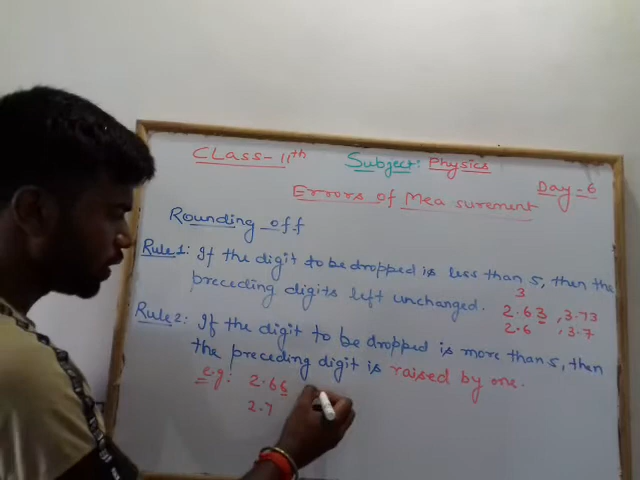 CLass- 11th Subject: Physics
Day-6
Errors of Measurement
Rounding off
Rule 1: If the digit to be dropped is less than 5, then the
preceding digits left unchanged.
3
2.63 , 3.73
2.6 , 3.7
Rule 2: If the digit to be dropped is more than 5, then
the preceding digit is raised by one.
e.g: 2.66
2.7